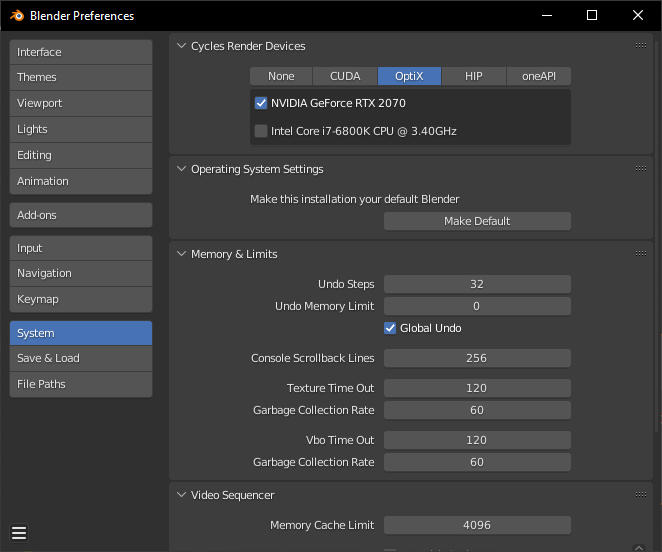 Blender Preferences
Interface
Themes
Viewport
Lights
Editing
Animation
Add-ons
Input
Navigation
Keymap
System
Save & Load
File Paths
Cycles Render Devices
None CUDA OptiX HIP oneAPI
NVIDIA GeForce RTX 2070
Intel Core i7-6800K CPU @ 3.40GHz
Operating System Settings
Make this installation your default Blender
Make Default
Memory & Limits
Undo Steps 32
Undo Memory Limit 0
Global Undo
Console Scrollback Lines 256
Texture Time Out 120
Garbage Collection Rate 60
Vbo Time Out 120
Garbage Collection Rate 60
Video Sequencer
Memory Cache Limit 4096